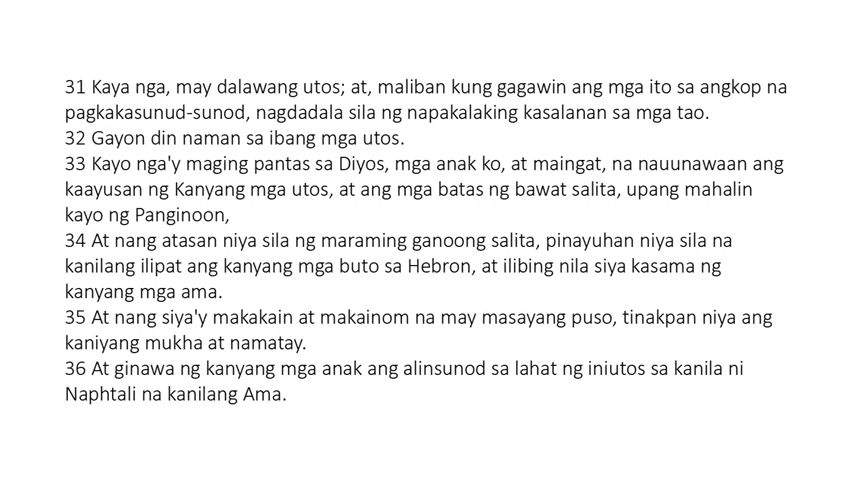 31 Kaya nga, may dalawang utos; at, maliban kung gagawin ang mga ito sa angkop na
pagkakasunud-sunod, nagdadala sila ng napakalaking kasalanan sa mga tao.
32 Gayon din naman sa ibang mga utos.
33 Kayo nga'y maging pantas sa Diyos, mga anak ko, at maingat, na nauunawaan ang
kaayusan ng Kanyang mga utos, at ang mga batas ng bawat salita, upang mahalin
kayo ng Panginoon,
34 At nang atasan niya sila ng maraming ganoong salita, pinayuhan niya sila na
kanilang ilipat ang kanyang mga buto sa Hebron, at ilibing nila siya kasama ng
kanyang mga ama.
35 At nang siya'y makakain at makainom na may masayang puso, tinakpan niya ang
kaniyang mukha at namatay.
36 At ginawa ng kanyang mga anak ang alinsunod sa lahat ng iniutos sa kanila ni
Naphtali na kanilang Ama.